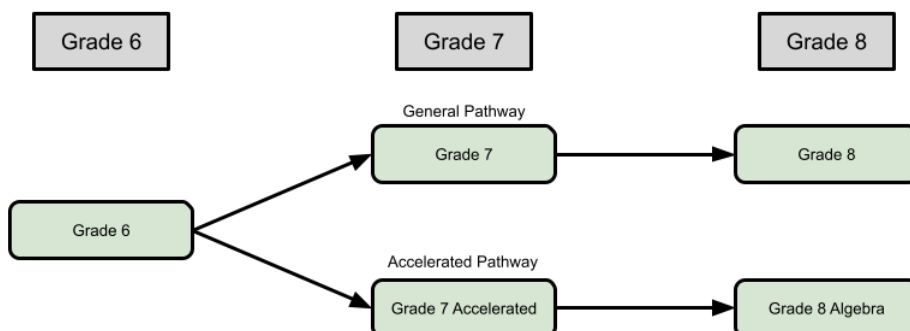 Grade 6
Grade 7
Grade 8
General Pathway
Grade 7
Grade 8
Grade 6
Accelerated Pathway
Grade 7 Accelerated
Grade 8 Algebra